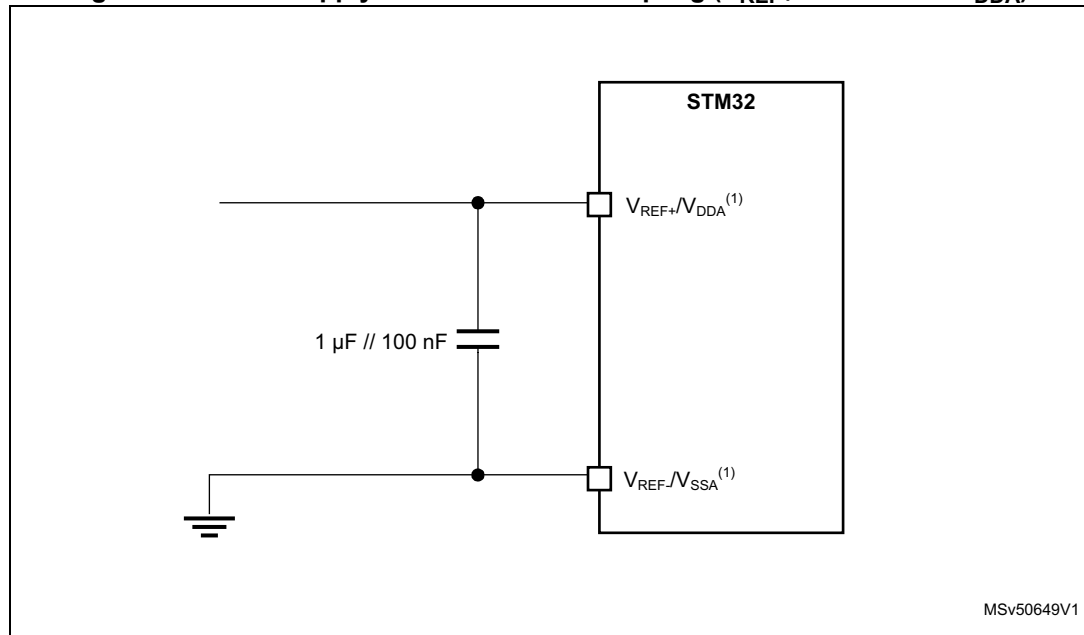 STM32
VREF+/VDDA(1)
1 µF // 100 nF
VREF-/VSSA(1)
MSv50649V1